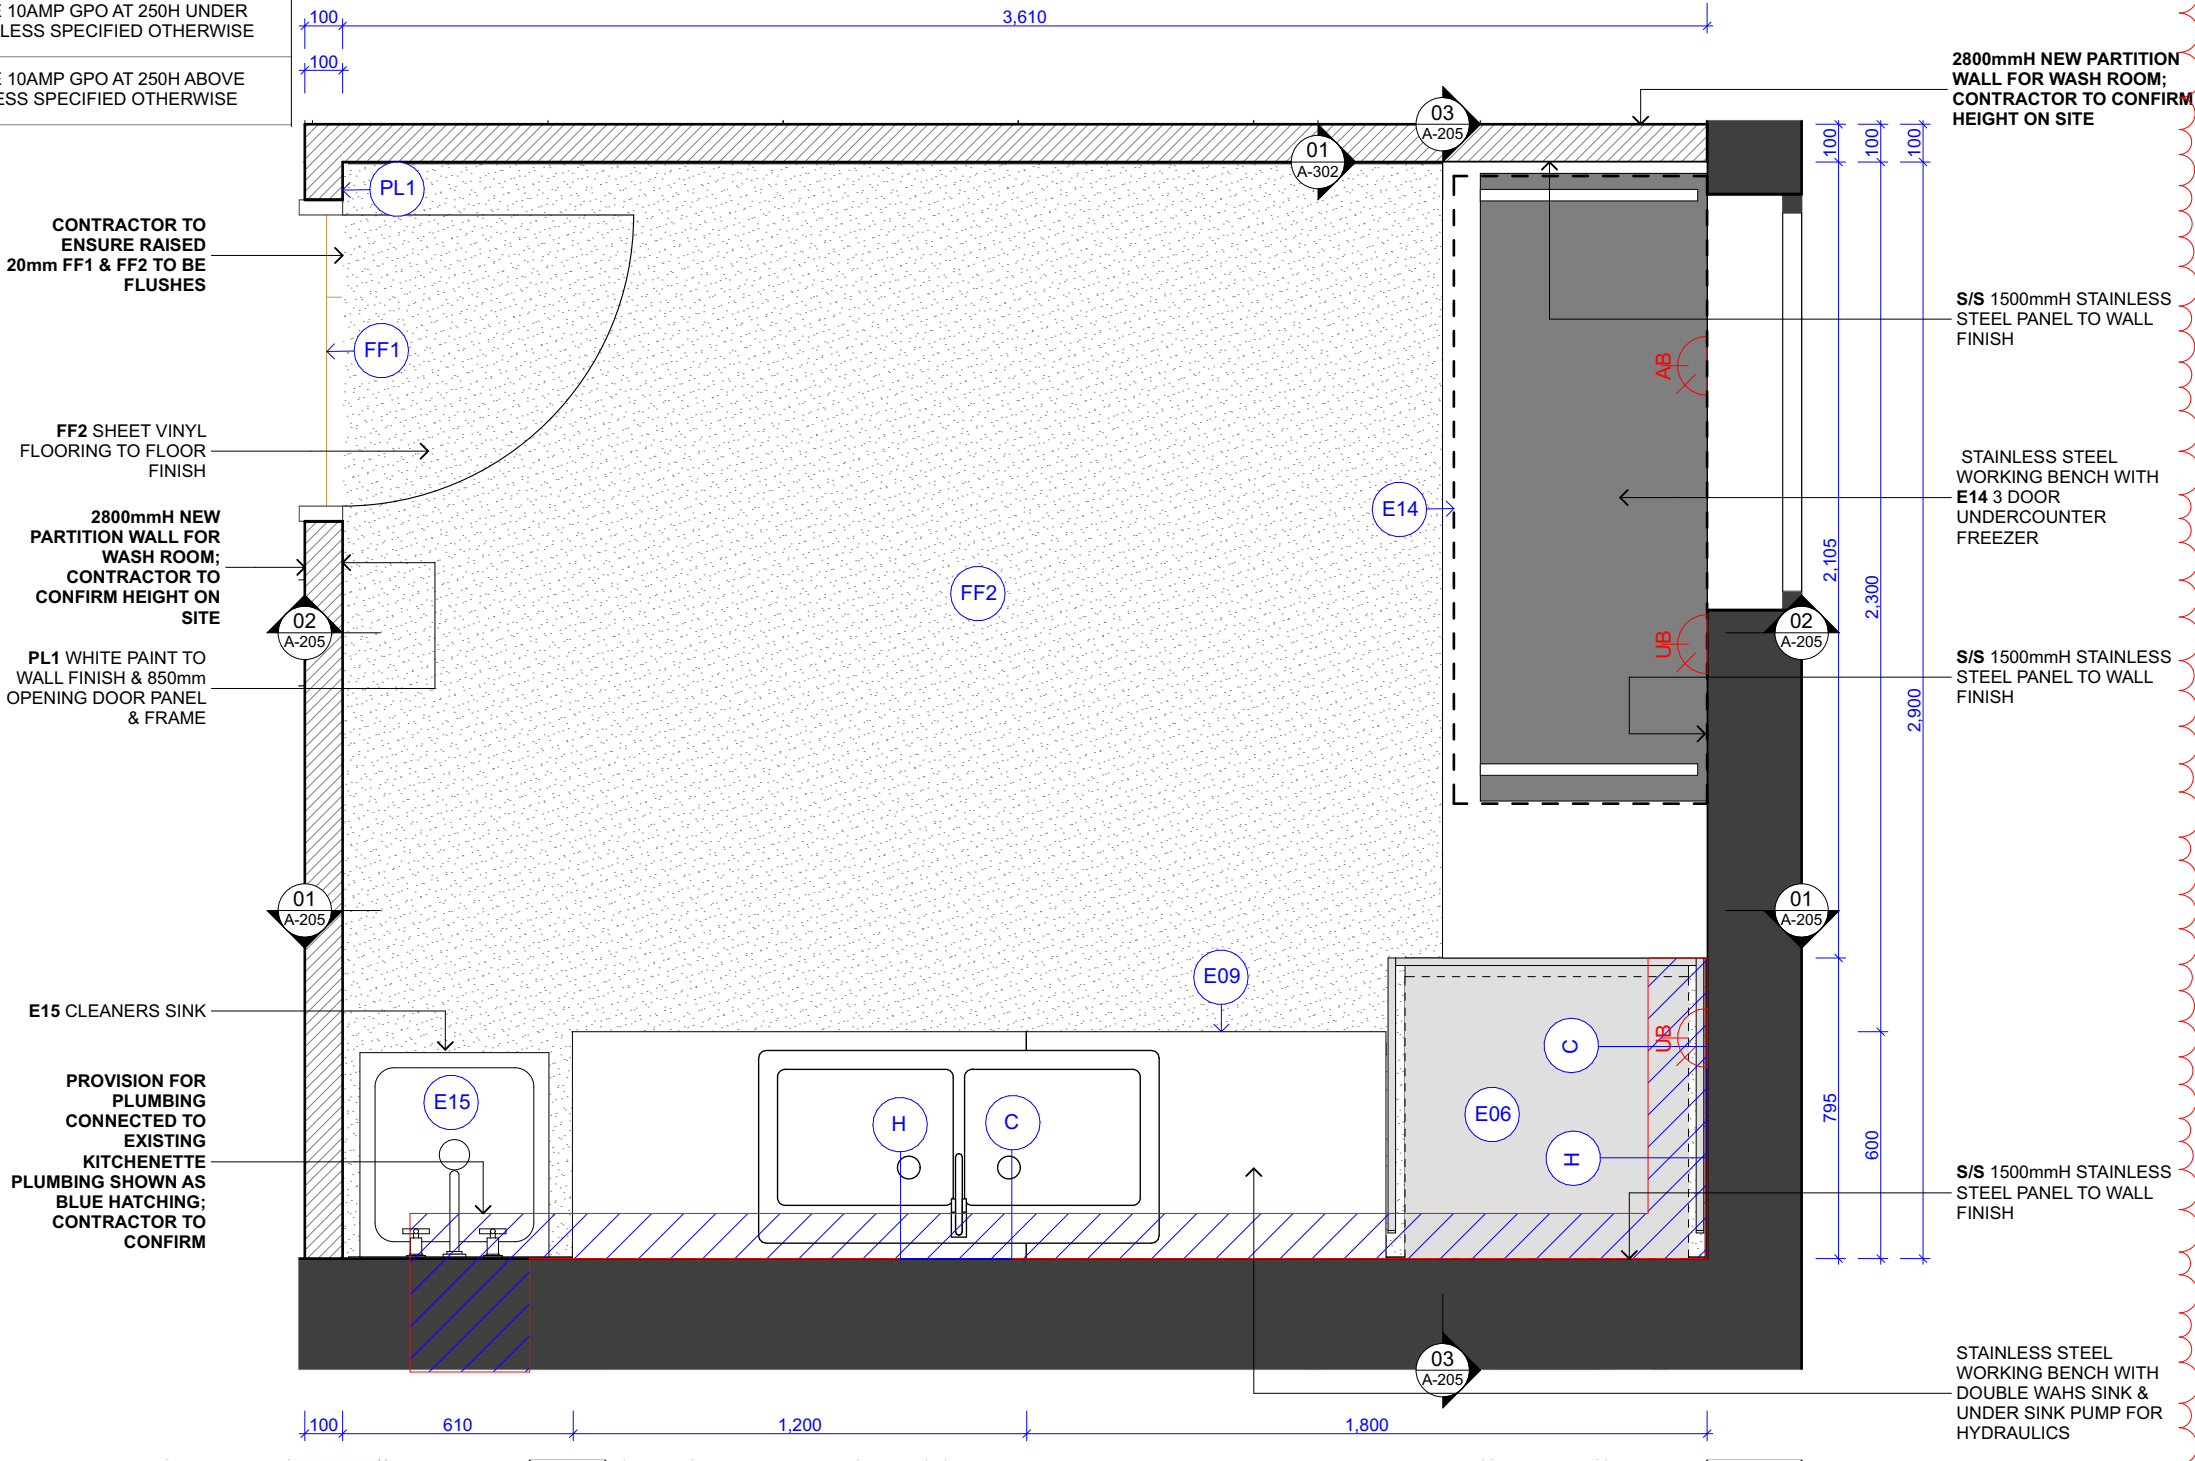 10AMP GPO AT 250H UNDER
LESS SPECIFIED OTHERWISE
10AMP GPO AT 250H ABOVE
ESS SPECIFIED OTHERWISE
100
3,610
100
2800mmH NEW PARTITION
WALL FOR WASH ROOM;
CONTRACTOR TO CONFIRM
HEIGHT ON SITE
03
A-205
01
A-302
100
100
100
PL1
CONTRACTOR TO
ENSURE RAISED
20mm FF1 & FF2 TO BE
FLUSHES
FF1
S/S 1500mmH STAINLESS
STEEL PANEL TO WALL
FINISH
AB
FF2 SHEET VINYL
FLOORING TO FLOOR
FINISH
E14
STAINLESS STEEL
WORKING BENCH WITH
E14 3 DOOR
UNDERCOUNTER
FREEZER
2800mmH NEW
PARTITION WALL FOR
WASH ROOM;
CONTRACTOR TO
CONFIRM HEIGHT ON
SITE
2,105
2,300
2,900
FF2
02
A-205
UB
02
A-205
PL1 WHITE PAINT TO
WALL FINISH & 850mm
OPENING DOOR PANEL
& FRAME
S/S 1500mmH STAINLESS
STEEL PANEL TO WALL
FINISH
01
A-205
01
A-205
E09
E15 CLEANERS SINK
C
UB
PROVISION FOR
PLUMBING
CONNECTED TO
EXISTING
KITCHENETTE
PLUMBING SHOWN AS
BLUE HATCHING;
CONTRACTOR TO
CONFIRM
E15
H
C
E06
H
795
600
S/S 1500mmH STAINLESS
STEEL PANEL TO WALL
FINISH
03
A-205
STAINLESS STEEL
WORKING BENCH WITH
DOUBLE WAHS SINK &
UNDER SINK PUMP FOR
HYDRAULICS
100
610
1,200
1,800